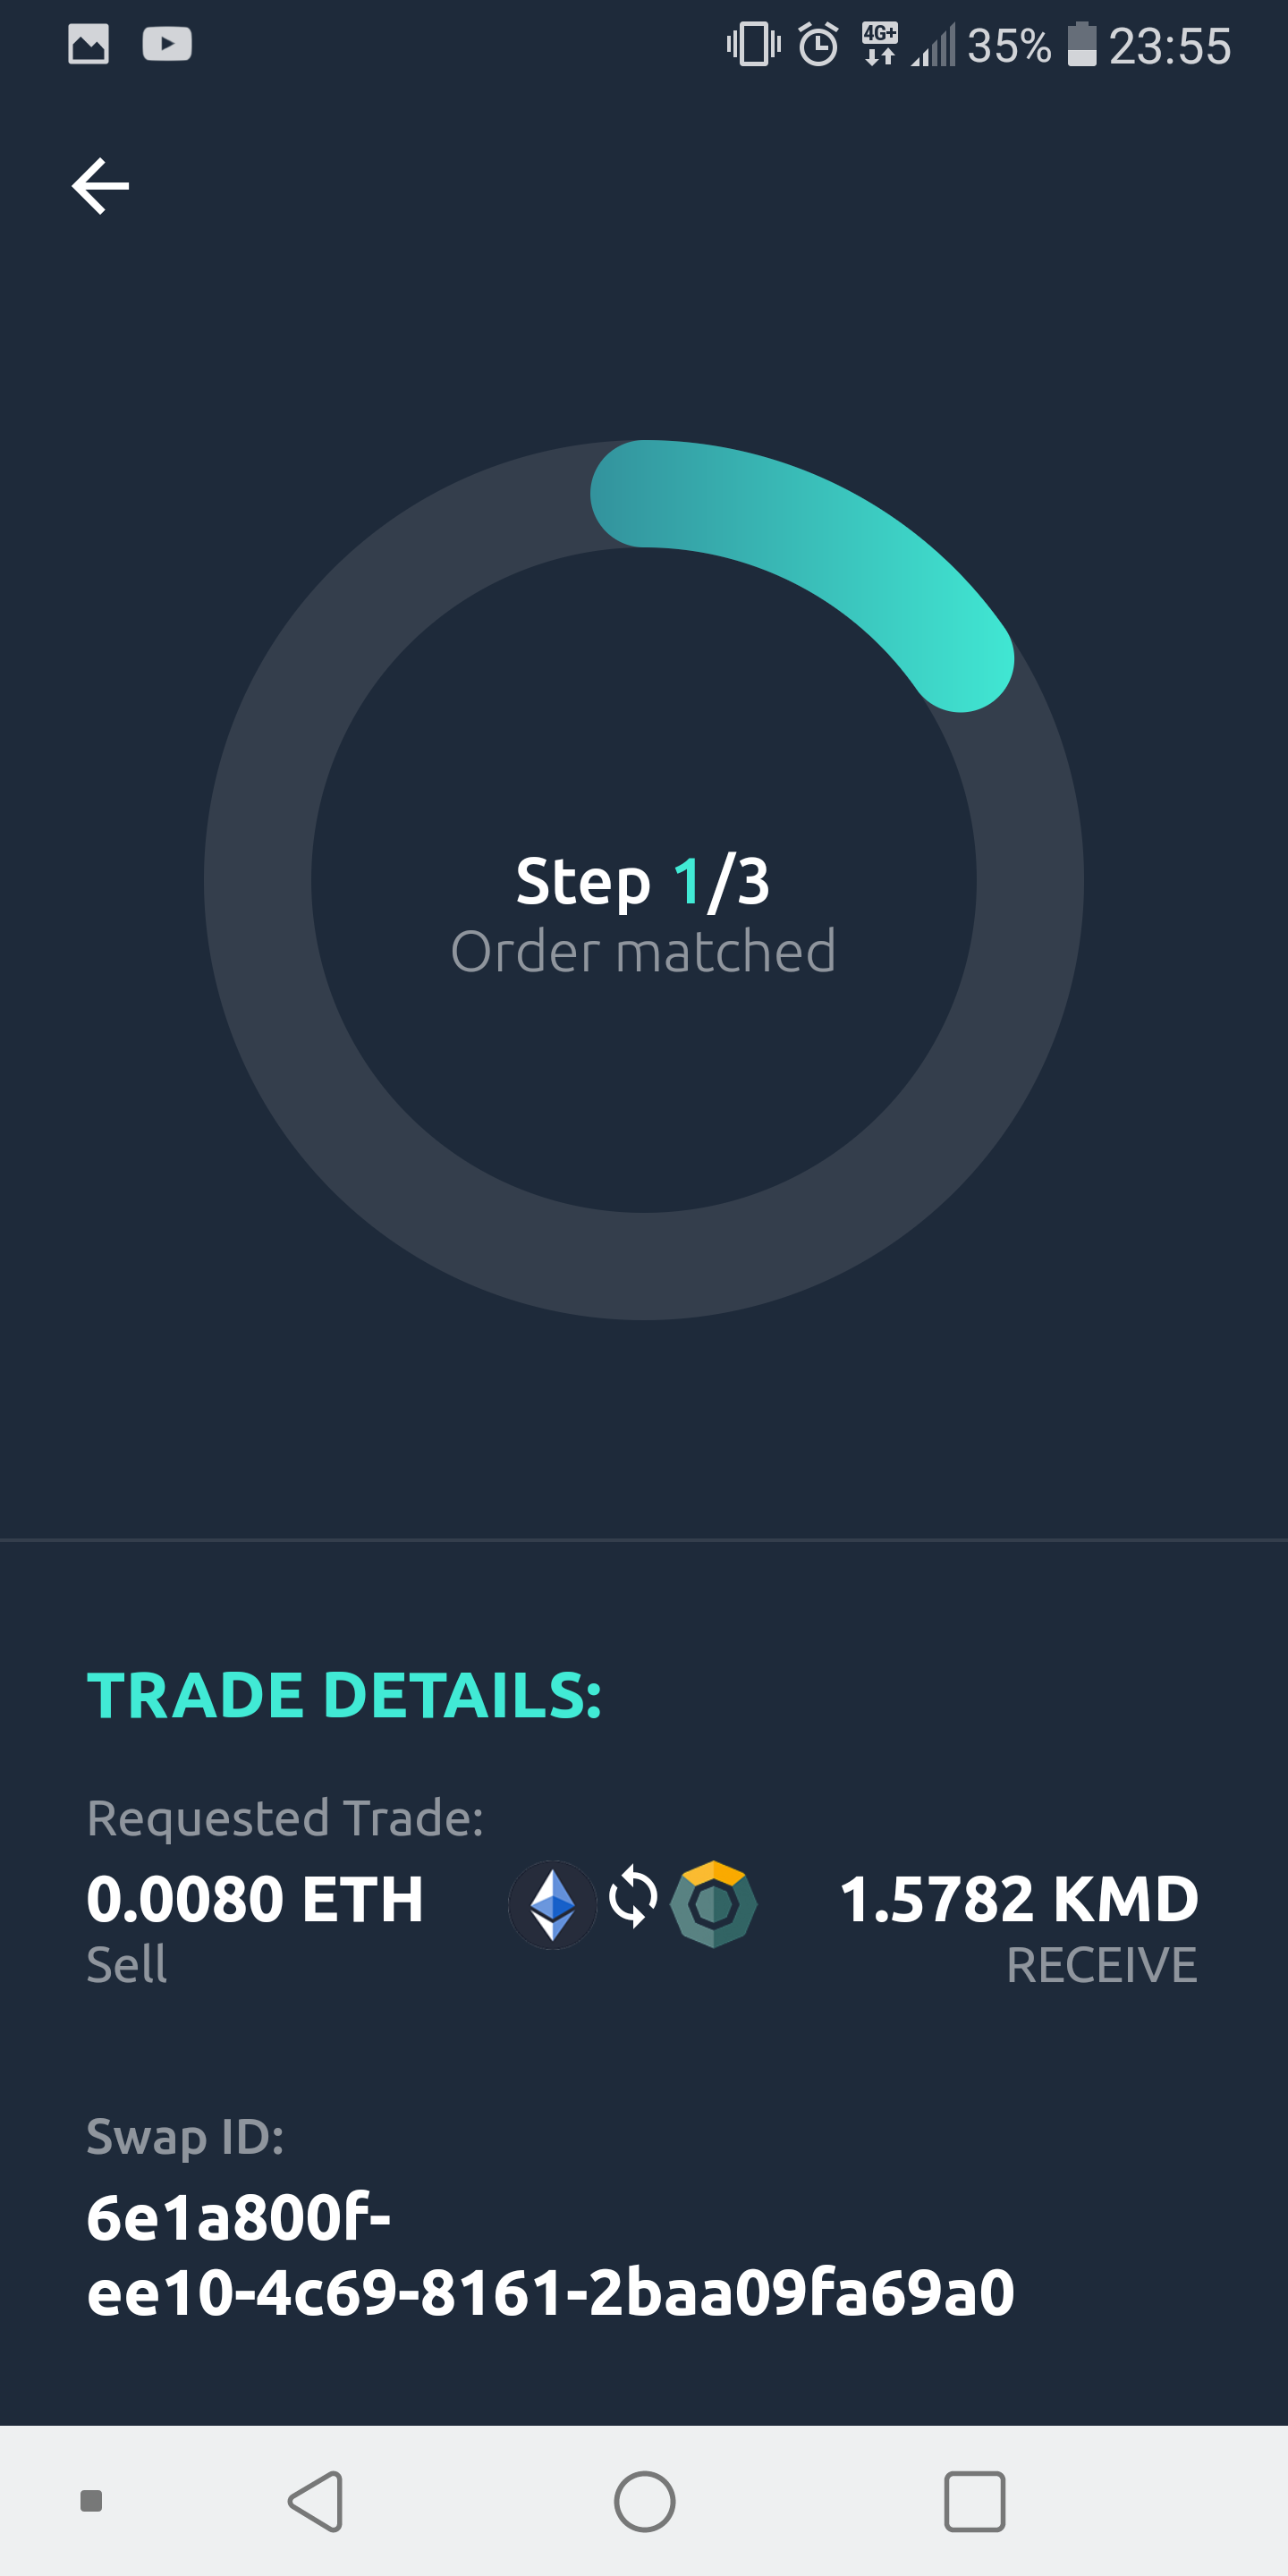 4G+ 35% 23:55
Step 1/3
Order matched
TRADE DETAILS:
Requested Trade:
0.0080 ETH 1.5782 KMD
Sell RECEIVE
Swap ID:
6e1a800f-
ee10-4c69-8161-2baa09fa69a0